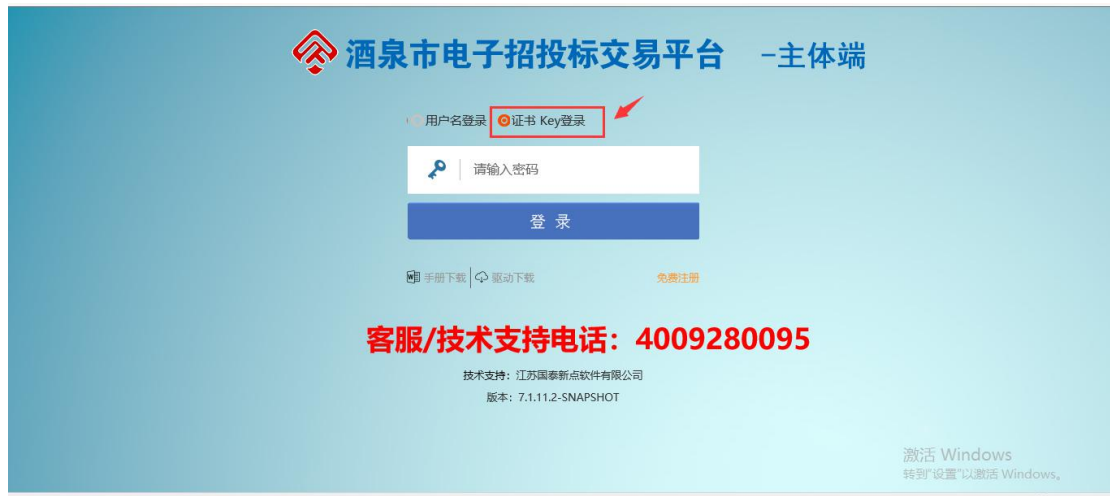 酒泉市电子招投标交易平台 -主体端
用户名登录 证书 Key登录
请输入密码
登 录
手册下载 驱动下载 免费注册
客服/技术支持电话：4009280095
技术支持：江苏国泰新点软件有限公司
版本：7.1.11.2-SNAPSHOT
激活 Windows
转到"设置"以激活 Windows。